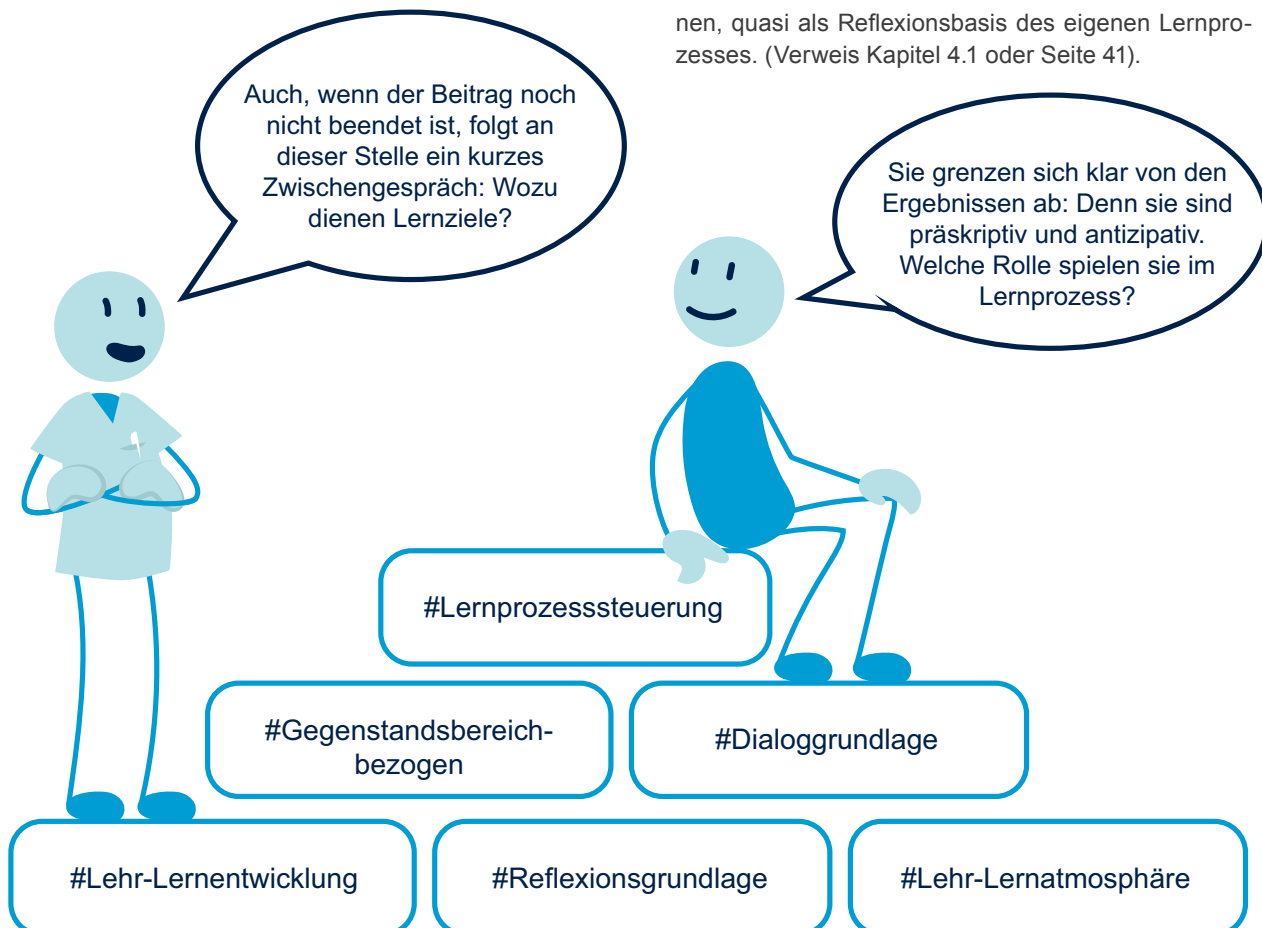 nen, quasi als Reflexionsbasis des eigenen Lernpro-
zesses. (Verweis Kapitel 4.1 oder Seite 41).
Auch, wenn der Beitrag noch
nicht beendet ist, folgt an
dieser Stelle ein kurzes
Zwischengespräch: Wozu
dienen Lernziele?
Sie grenzen sich klar von den
Ergebnissen ab: Denn sie sind
präskriptiv und antizipativ.
Welche Rolle spielen sie im
Lernprozess?
#Lernprozesssteuerung
#Gegenstandsbereich-
bezogen
#Dialoggrundlage
#Lehr-Lernentwicklung
#Reflexionsgrundlage
#Lehr-Lernatmosphäre